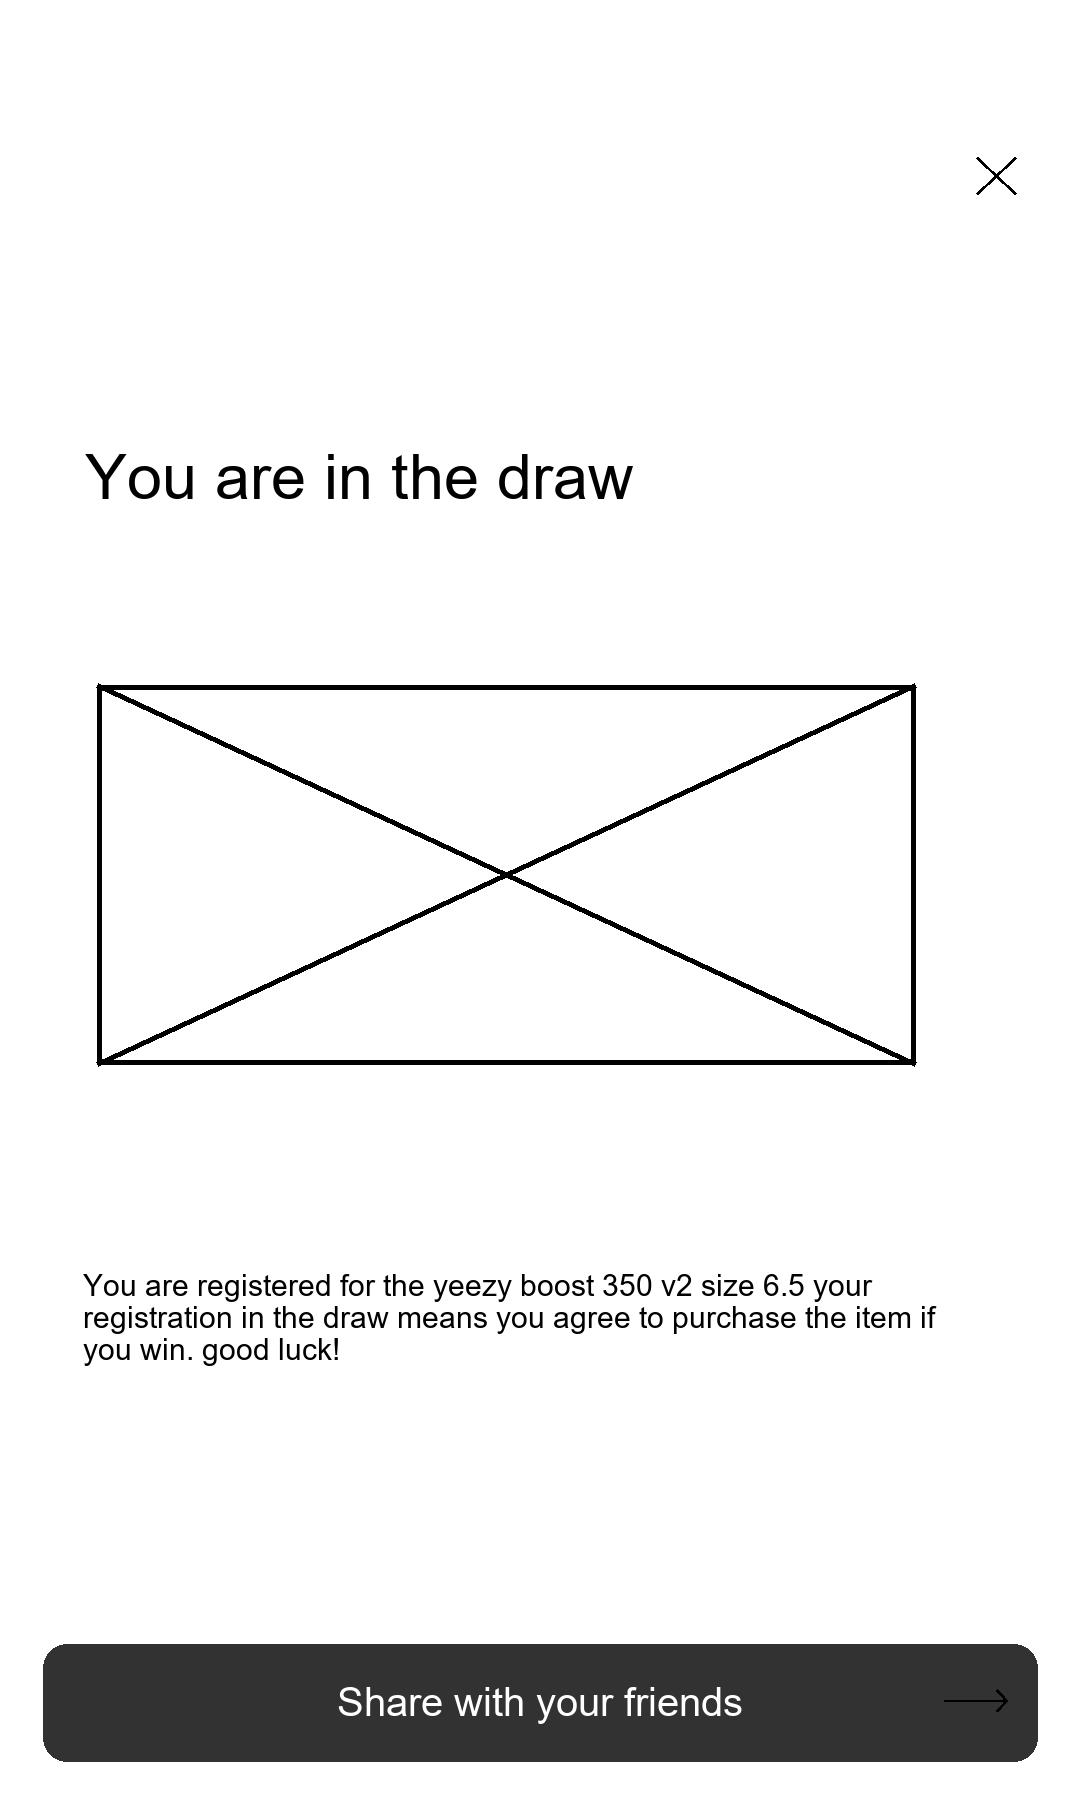 You are in the draw
You are registered for the yeezy boost 350 v2 size 6.5 your
registration in the draw means you agree to purchase the item if
you win. good luck!
Share with your friends